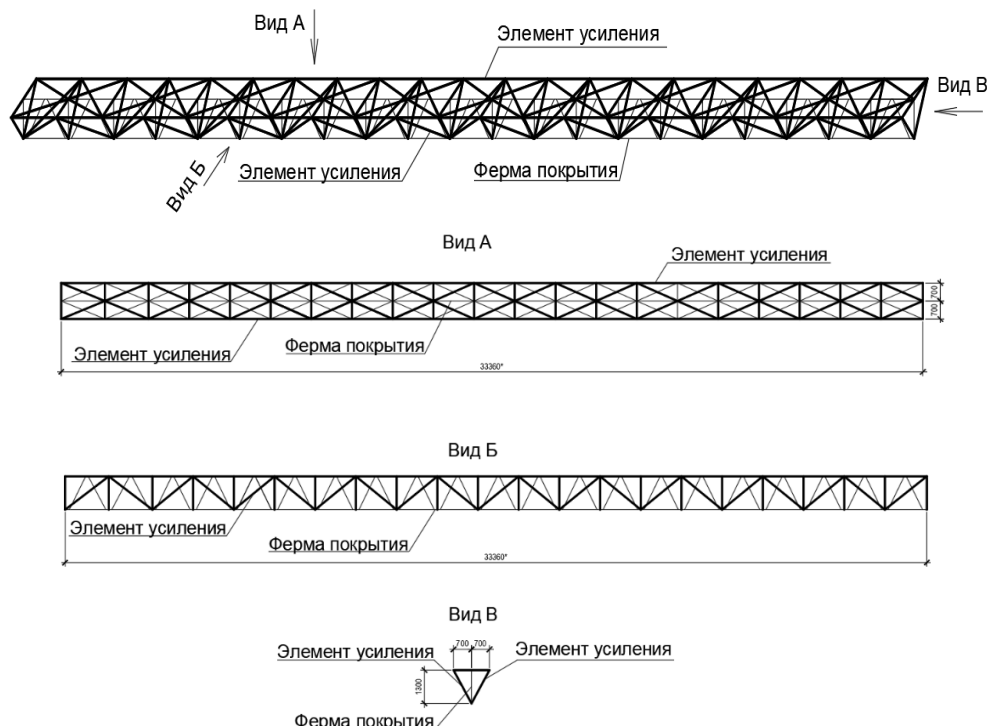 Вид А
Элемент усиления
Вид В
Вид Б
Элемент усиления
Ферма покрытия
Вид А
Элемент усиления
700
700
Элемент усиления
Ферма покрытия
33360*
Вид Б
Элемент усиления
Ферма покрытия
33360*
Вид В
700 700
Элемент усиления
Элемент усиления
1300
Ферма покрытия